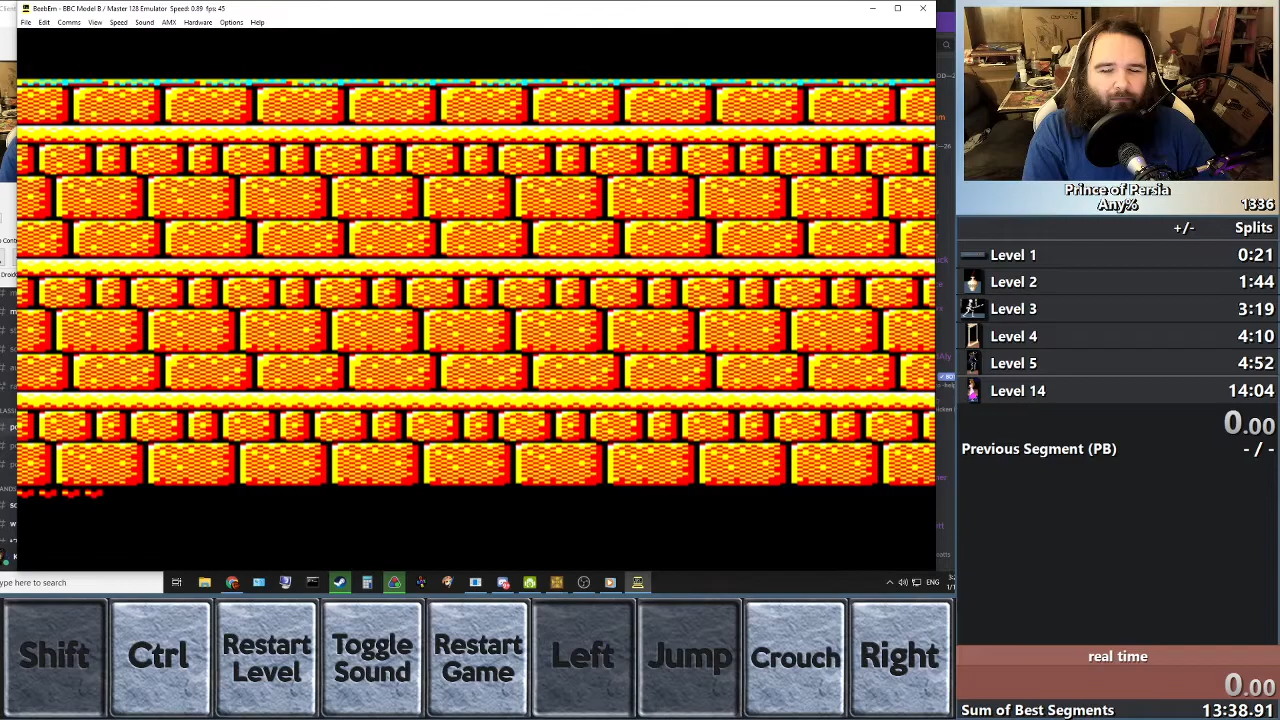 BeebEm - BBC Model B / Master 128 Emulator Speed: 0.89 fps: 45
File Edit Comms View Speed Sound AMX Hardware Options Help
Prince of Persia
Any% 1336
+/- Splits
Level 1 0:21
Level 2 1:44
Level 3 3:19
Level 4 4:10
Level 5 4:52
Level 14 14:04
0.00
Previous Segment (PB) - / -
ype here to search
ENG
Shift
Ctrl
Restart
Level
Toggle
Sound
Restart
Game
Left
Jump
Crouch
Right
real time
0.00
Sum of Best Segments 13:38.91